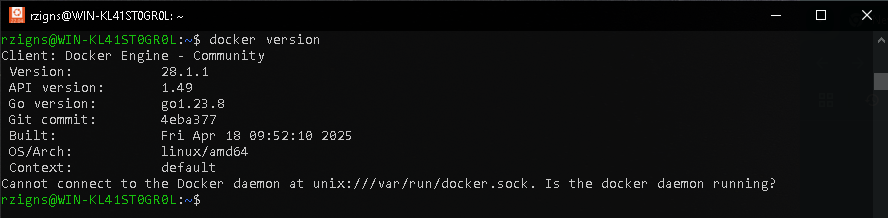 rzigns@WIN-KL41ST0GR0L: ~
rzigns@WIN-KL41ST0GR0L:~$ docker version
Client: Docker Engine - Community
 Version:           28.1.1
 API version:       1.49
 Go version:        go1.23.8
 Git commit:        4eba377
 Built:             Fri Apr 18 09:52:10 2025
 OS/Arch:           linux/amd64
 Context:           default
Cannot connect to the Docker daemon at unix:///var/run/docker.sock. Is the docker daemon running?
rzigns@WIN-KL41ST0GR0L:~$